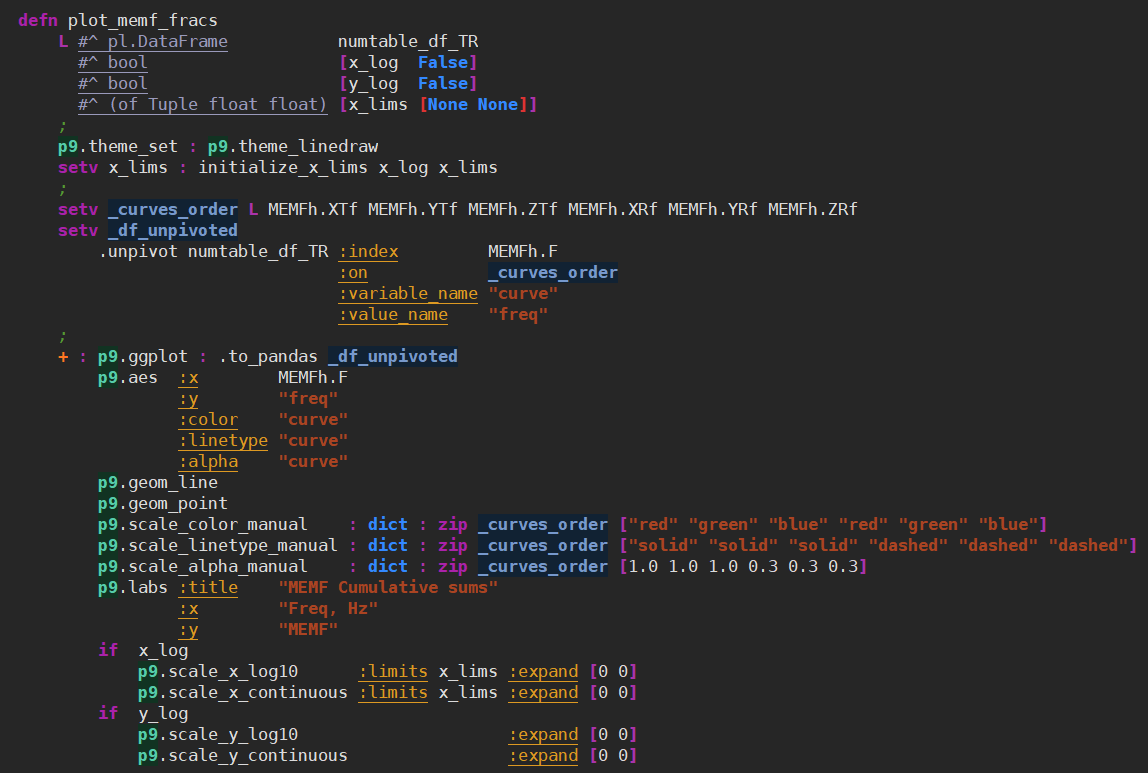 defn plot_memf_fracs
    L #^ pl.DataFrame           numtable_df_TR
      #^ bool                   [x_log  False]
      #^ bool                   [y_log  False]
      #^ (of Tuple float float) [x_lims [None None]]
    ;
    p9.theme_set : p9.theme_linedraw
    setv x_lims : initialize_x_lims x_log x_lims
    ;
    setv _curves_order L MEMFh.XTf MEMFh.YTf MEMFh.ZTf MEMFh.XRf MEMFh.YRf MEMFh.ZRf
    setv _df_unpivoted
        .unpivot numtable_df_TR :index         MEMFh.F
                                :on            _curves_order
                                :variable_name "curve"
                                :value_name    "freq"
    ;
    + : p9.ggplot : .to_pandas _df_unpivoted
        p9.aes  :x        MEMFh.F
                :y        "freq"
                :color    "curve"
                :linetype "curve"
                :alpha    "curve"
        p9.geom_line
        p9.geom_point
        p9.scale_color_manual    : dict : zip _curves_order ["red" "green" "blue" "red" "green" "blue"]
        p9.scale_linetype_manual : dict : zip _curves_order ["solid" "solid" "solid" "dashed" "dashed" "dashed"]
        p9.scale_alpha_manual    : dict : zip _curves_order [1.0 1.0 1.0 0.3 0.3 0.3]
        p9.labs :title    "MEMF Cumulative sums"
                :x        "Freq, Hz"
                :y        "MEMF"
        if  x_log
            p9.scale_x_log10      :limits x_lims :expand [0 0]
            p9.scale_x_continuous :limits x_lims :expand [0 0]
        if  y_log
            p9.scale_y_log10                     :expand [0 0]
            p9.scale_y_continuous                :expand [0 0]